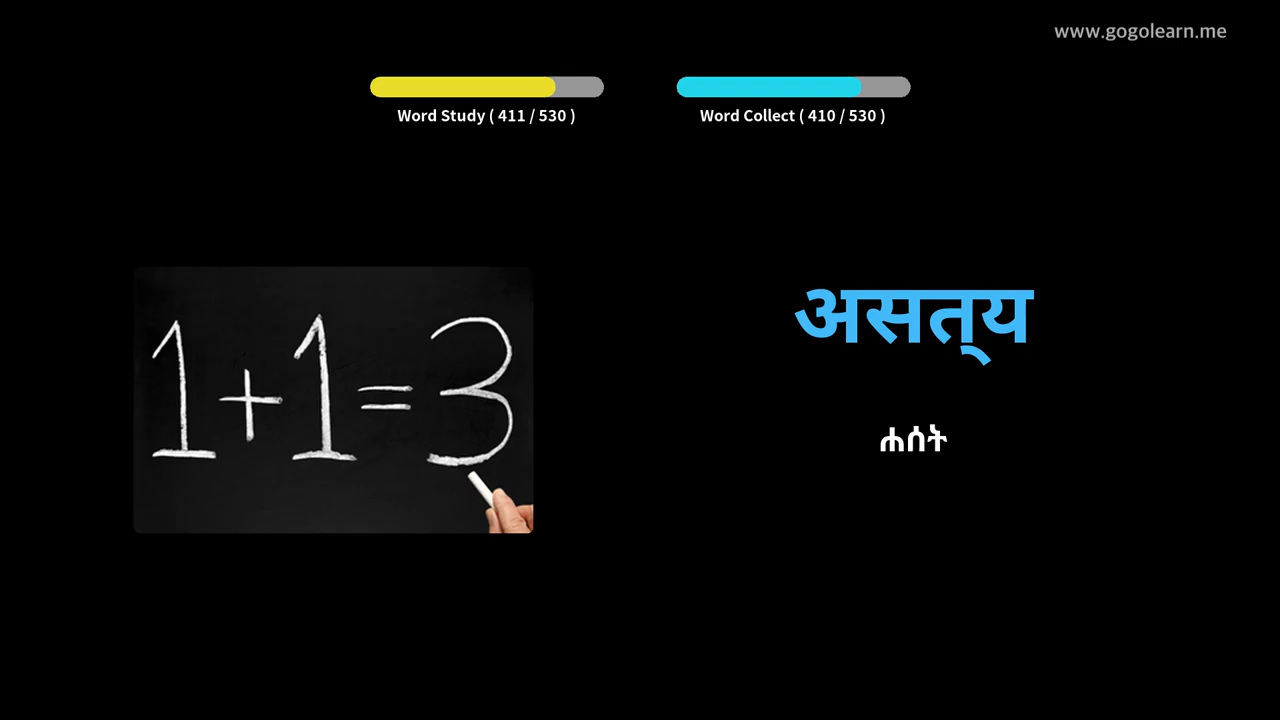 www.gogolearn.me
Word Study ( 411 / 530 )
Word Collect ( 410 / 530 )
1+1=3
असत्‌य
ሐሰት